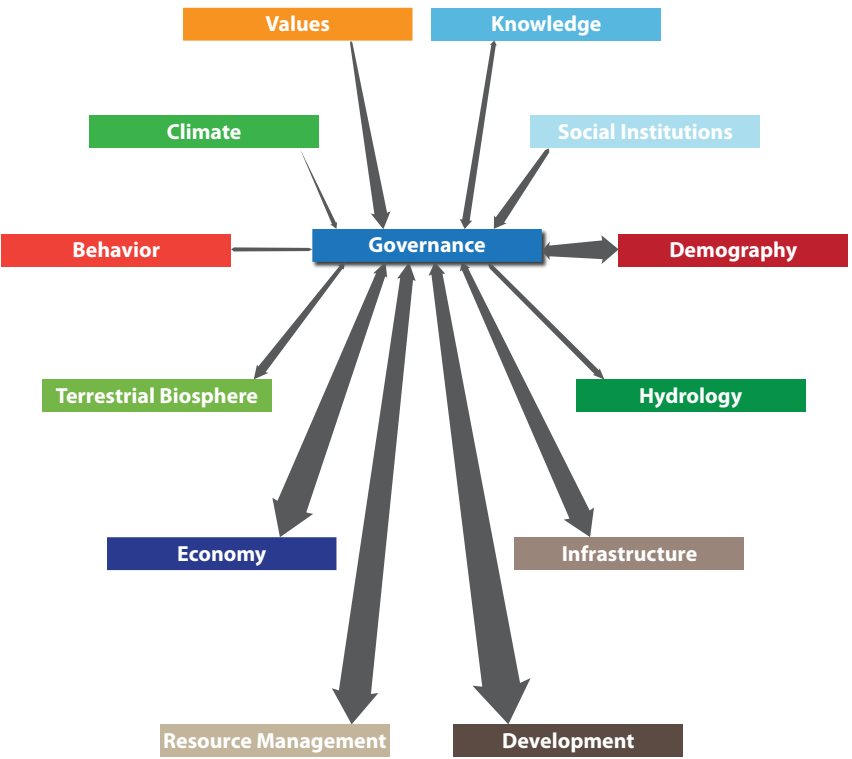 Values
Knowledge
Climate
Social Institutions
Behavior
Governance
Demography
Terrestrial Biosphere
Hydrology
Economy
Infrastructure
Resource Management
Development